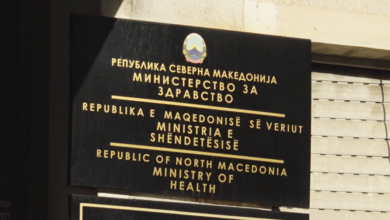 РЕПУБЛИКА СЕВЕРНА МАКЕДОНИЈА
МИНИСТЕРСТВО ЗА
ЗДРАВСТВО
REPUBLIKA E MAQEDONISË SË VERIUT
MINISTRIA E
SHËNDETËSISË
REPUBLIC OF NORTH MACEDONIA
MINISTRY OF
HEALTH